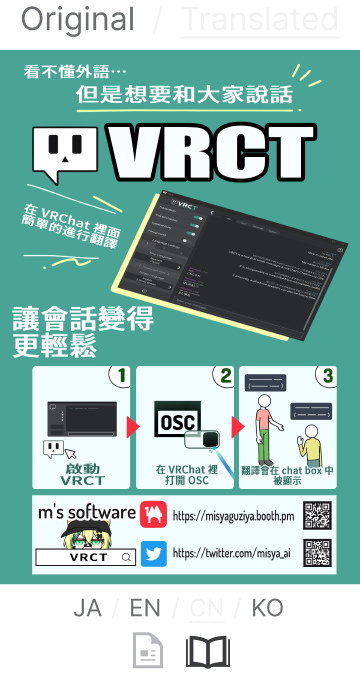 Original / Translated
看不懂外語…
但是想要和大家說話
VRCT
在 VRChat 裡面
簡單的進行翻譯
VRCT
讓會話變得
更輕鬆
1
2
3
OSC
啟動
VRCT
在 VRChat 裡
打開 OSC
翻譯會在 chat box 中
被顯示
m's software
VRCT
https://misyaguziya.booth.pm
https://twitter.com/misya_ai
JA / EN / CN / KO